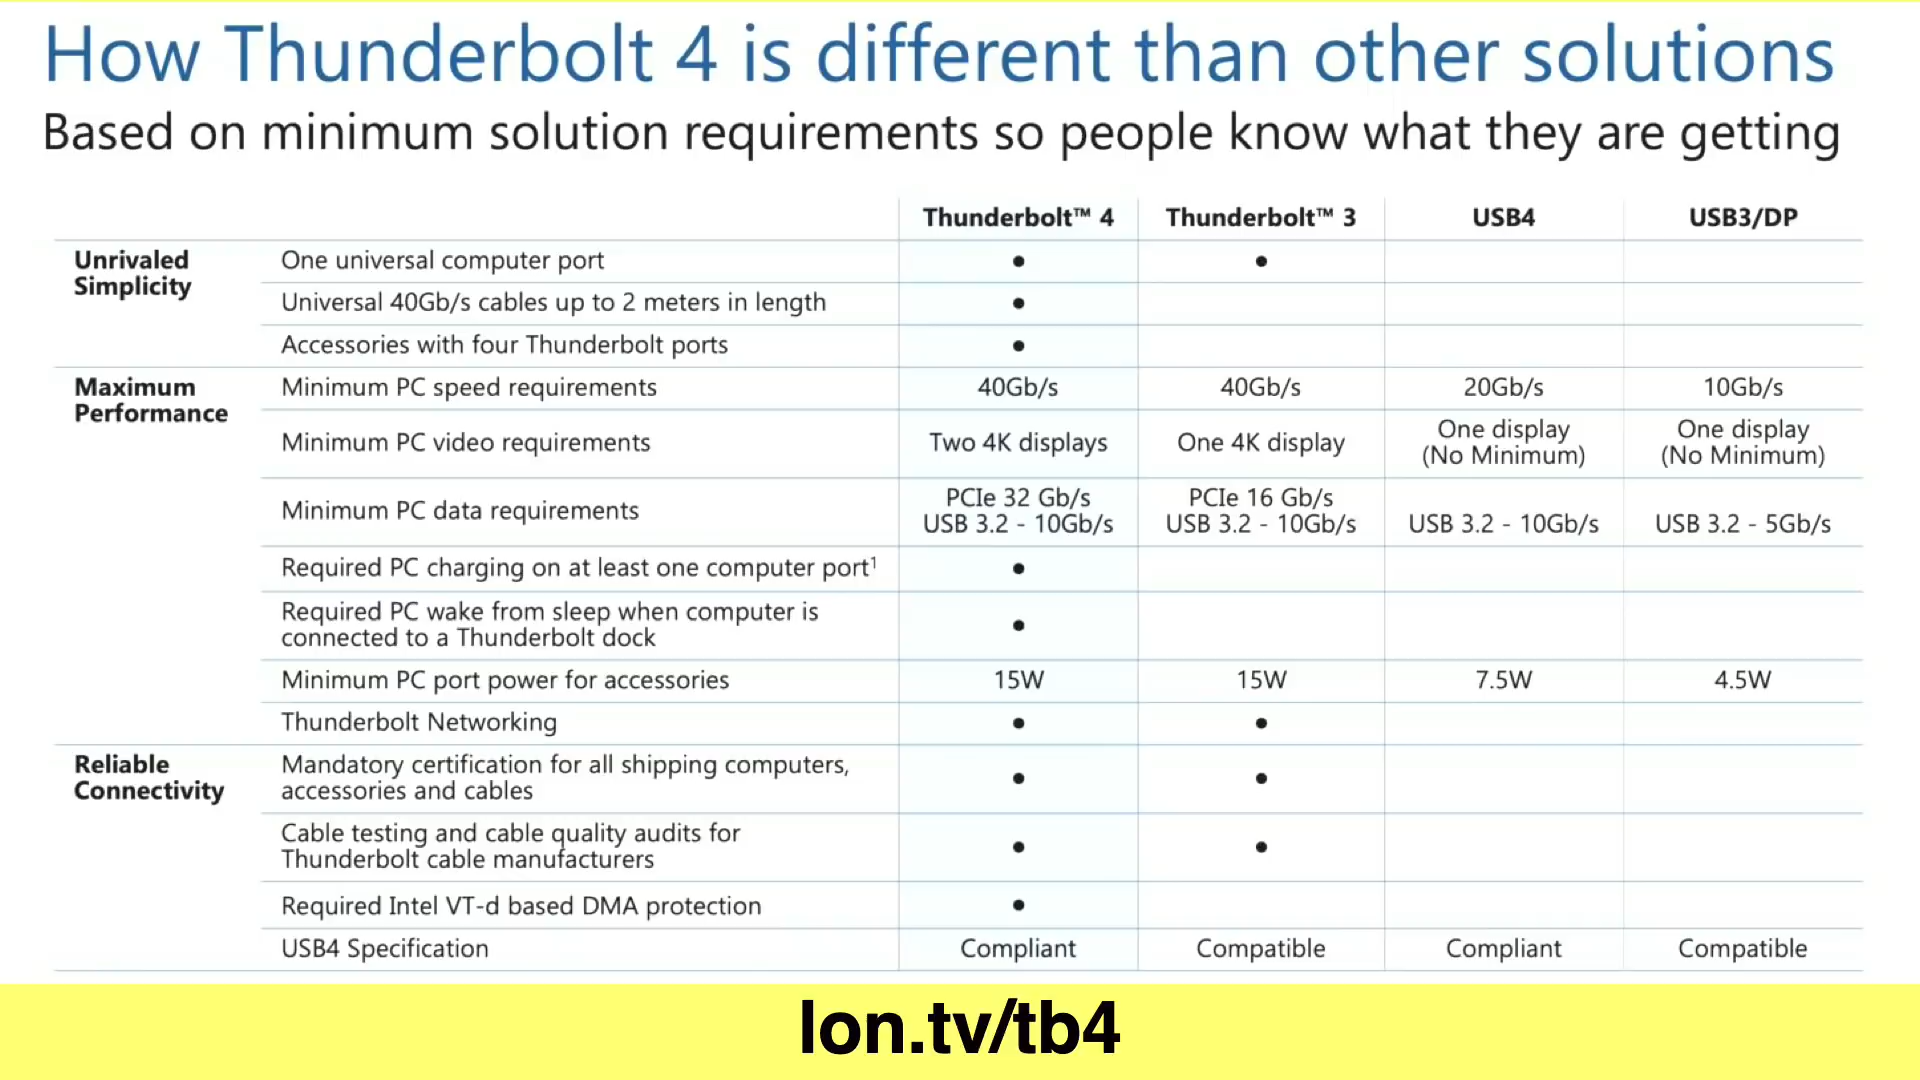 How Thunderbolt 4 is different than other solutions
Based on minimum solution requirements so people know what they are getting
Thunderbolt™ 4 Thunderbolt™ 3 USB4 USB3/DP
Unrivaled
Simplicity
One universal computer port • •
Universal 40Gb/s cables up to 2 meters in length •
Accessories with four Thunderbolt ports •
Maximum
Performance
Minimum PC speed requirements 40Gb/s 40Gb/s 20Gb/s 10Gb/s
Minimum PC video requirements Two 4K displays One 4K display One display
(No Minimum) One display
(No Minimum)
Minimum PC data requirements PCIe 32 Gb/s
USB 3.2 - 10Gb/s PCIe 16 Gb/s
USB 3.2 - 10Gb/s USB 3.2 - 10Gb/s USB 3.2 - 5Gb/s
Required PC charging on at least one computer port¹ •
Required PC wake from sleep when computer is
connected to a Thunderbolt dock •
Minimum PC port power for accessories 15W 15W 7.5W 4.5W
Thunderbolt Networking • •
Reliable
Connectivity
Mandatory certification for all shipping computers,
accessories and cables • •
Cable testing and cable quality audits for
Thunderbolt cable manufacturers • •
Required Intel VT-d based DMA protection •
USB4 Specification Compliant Compatible Compliant Compatible
lon.tv/tb4